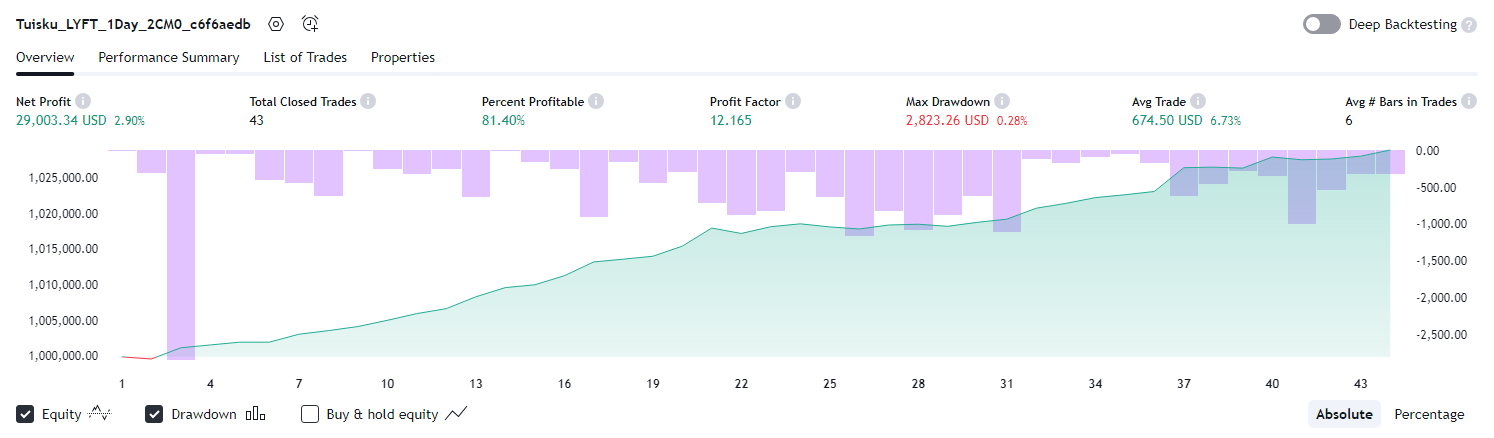 Tuisku_LYFT_1Day_2CM0_c6f6aedb
Deep Backtesting ?
Overview Performance Summary List of Trades Properties
Net Profit i Total Closed Trades i Percent Profitable i Profit Factor i Max Drawdown i Avg Trade i Avg # Bars in Trades i
29,003.34 USD 2.90% 43 81.40% 12.165 2,823.26 USD 0.28% 674.50 USD 6.73% 6
1,025,000.00
1,020,000.00
1,015,000.00
1,010,000.00
1,005,000.00
1,000,000.00
0.00
-500.00
-1,000.00
-1,500.00
-2,000.00
-2,500.00
1 4 7 10 13 16 19 22 25 28 31 34 37 40 43
Equity Drawdown Buy & hold equity Absolute Percentage